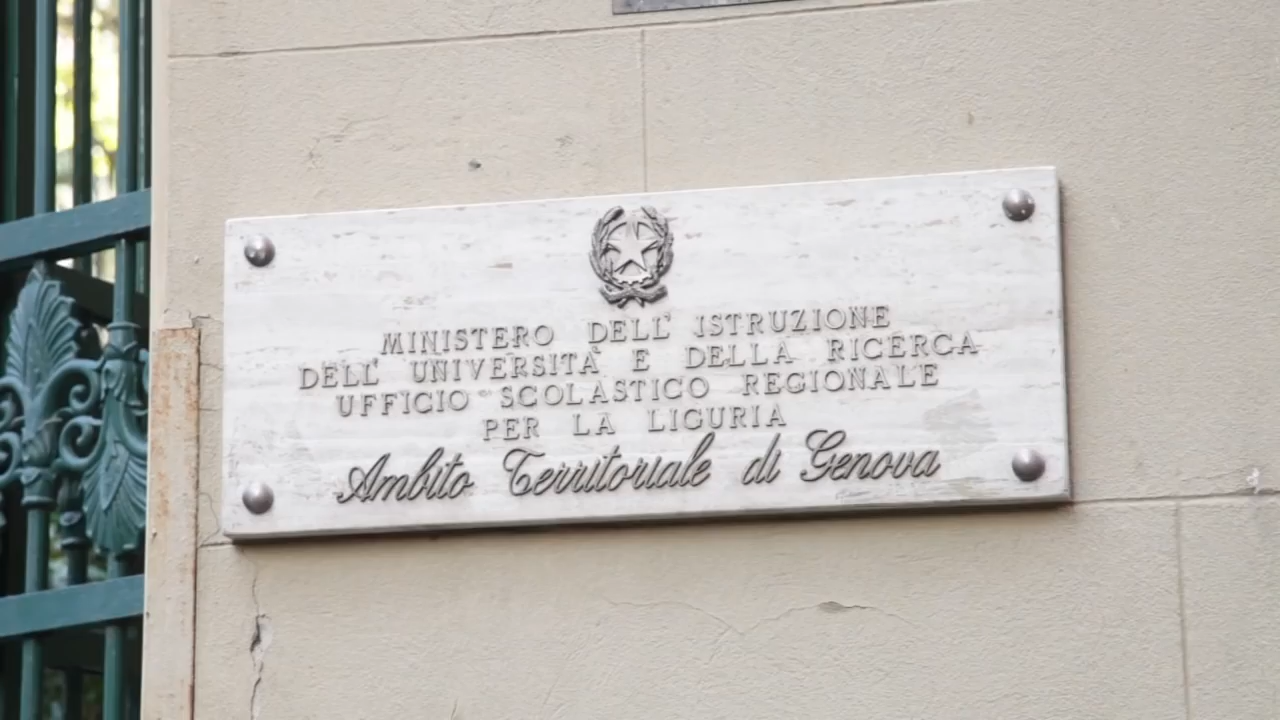 MINISTERO DELL' ISTRUZIONE
DELL' UNIVERSITÀ E DELLA RICERCA
UFFICIO SCOLASTICO REGIONALE
PER LA LIGURIA
Ambito Territoriale di Genova